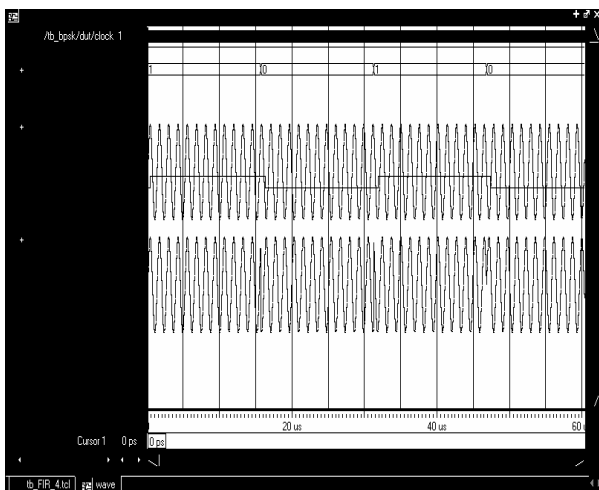 /tb_bpsk/dut/clock 1
1 0 1 0
20 us 40 us 60
Cursor 1 0 ps 0 ps
tb_FIR_4.tcl wave